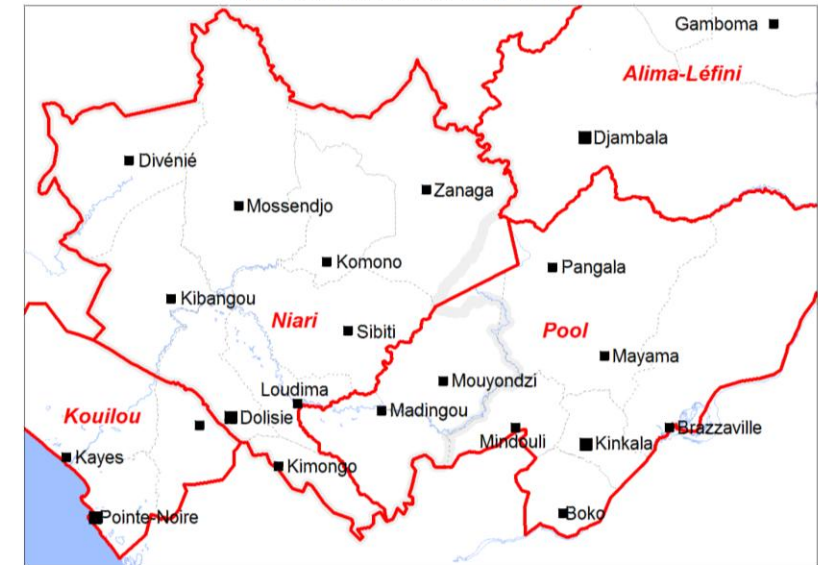 Gamboma
Alima-Léfini
Djambala
Divénié
Zanaga
Mossendjo
Komono
Pangala
Kibangou
Niari
Sibiti
Pool
Mayama
Mouyondzi
Loudima
Kouilou
Dolisie
Madingou
Mindouli
Brazzaville
Kinkala
Kayes
Kimongo
Pointe-Noire
Boko